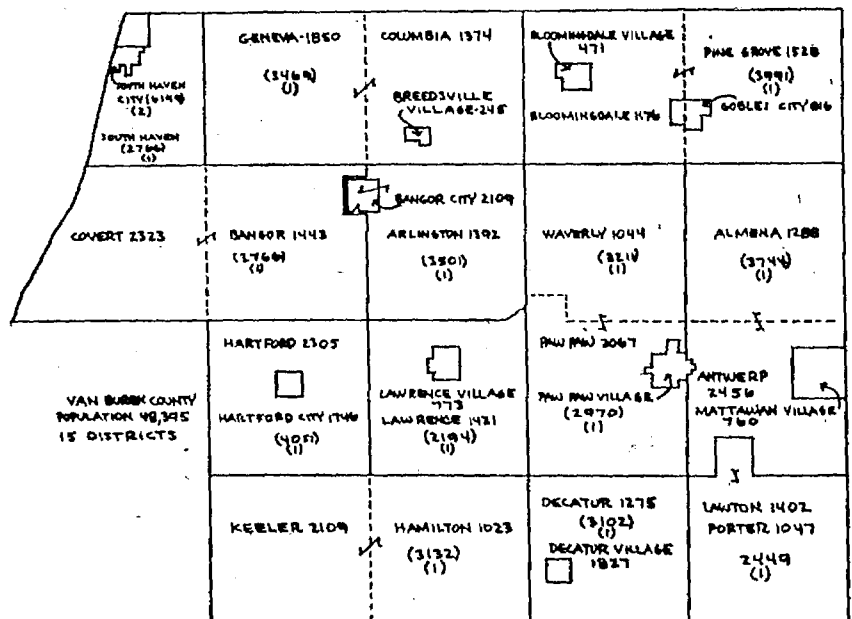 GENEVA-1850
(3469)
(1)
COLUMBIA 1374
BREEDSVILLE
VILLAGE-245
BLOOMINGDALE VILLAGE
471
BLOOMINGDALE 1176
PINE GROVE 1528
(3991)
(1)
GOBLES CITY 816
SOUTH HAVEN
CITY (6149)
(2)
SOUTH HAVEN
(2766)
(1)
COVERT 2323
BANGOR 1443
(2766)
(1)
BANGOR CITY 2109
ARLINGTON 1392
(3501)
(1)
WAVERLY 1044
(3211)
(1)
ALMENA 1288
(3744)
(1)
VAN BUREN COUNTY
POPULATION 48,395
15 DISTRICTS
HARTFORD 2305
HARTFORD CITY 1746
(4051)
(1)
LAWRENCE VILLAGE
773
LAWRENCE 1421
(2194)
(1)
PAW PAW 2067
PAW PAW VILLAGE
(2970)
(1)
ANTWERP
2456
MATTAWAN VILLAGE
760
KEELER 2109
HAMILTON 1023
(3132)
(1)
DECATUR 1275
(3102)
(1)
DECATUR VILLAGE
1827
LAWTON 1402
PORTER 1047
2449
(1)